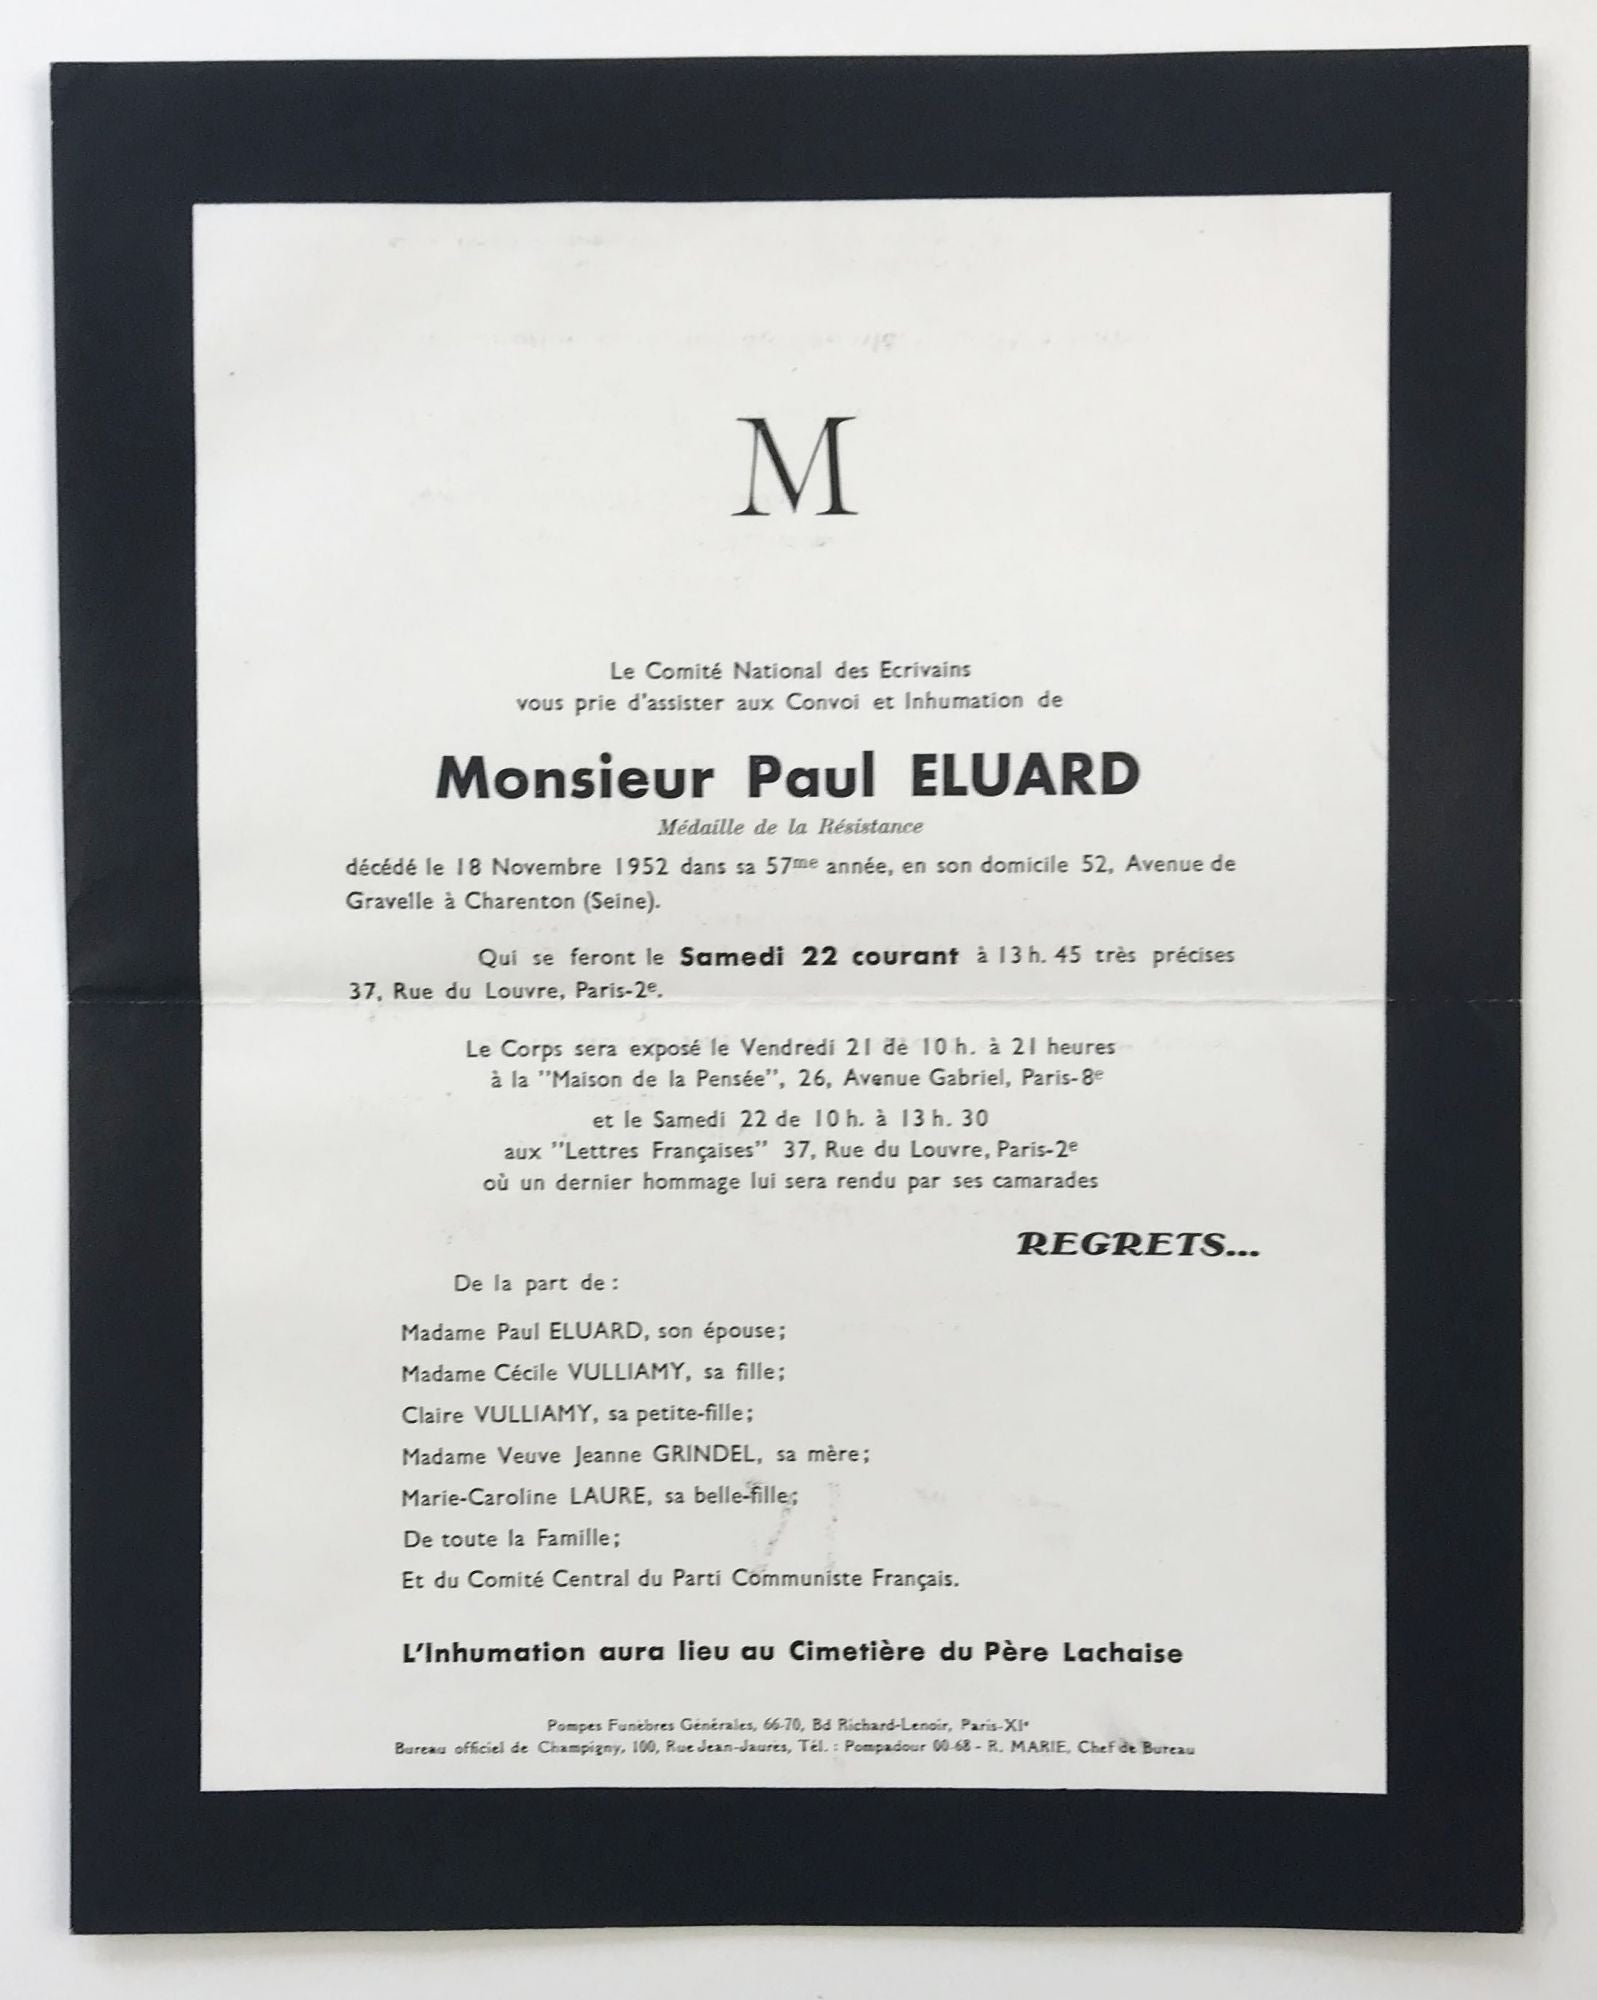 M
Le Comité National des Ecrivains
vous prie d'assister aux Convoi et Inhumation de
Monsieur Paul ELUARD
Médaille de la Résistance
décédé le 18 Novembre 1952 dans sa 57me année, en son domicile 52, Avenue de
Gravelle à Charenton (Seine).
Qui se feront le Samedi 22 courant à 13 h. 45 très précises
37, Rue du Louvre, Paris-2e.
Le Corps sera exposé le Vendredi 21 de 10 h. à 21 heures
à la "Maison de la Pensée", 26, Avenue Gabriel, Paris-8e
et le Samedi 22 de 10 h. à 13 h. 30
aux "Lettres Françaises" 37, Rue du Louvre, Paris-2e
où un dernier hommage lui sera rendu par ses camarades
REGRETS...
De la part de :
Madame Paul ELUARD, son épouse ;
Madame Cécile VULLIAMY, sa fille ;
Claire VULLIAMY, sa petite-fille ;
Madame Veuve Jeanne GRINDEL, sa mère ;
Marie-Caroline LAURE, sa belle-fille ;
De toute la Famille ;
Et du Comité Central du Parti Communiste Français.
L'Inhumation aura lieu au Cimetière du Père Lachaise
Pompes Funèbres Générales, 66-70, Bd Richard-Lenoir, Paris-XIe
Bureau officiel de Champigny, 100, Rue Jean-Jaurès, Tél. : Pompadour 00-68 - R. MARIE, Chef de Bureau